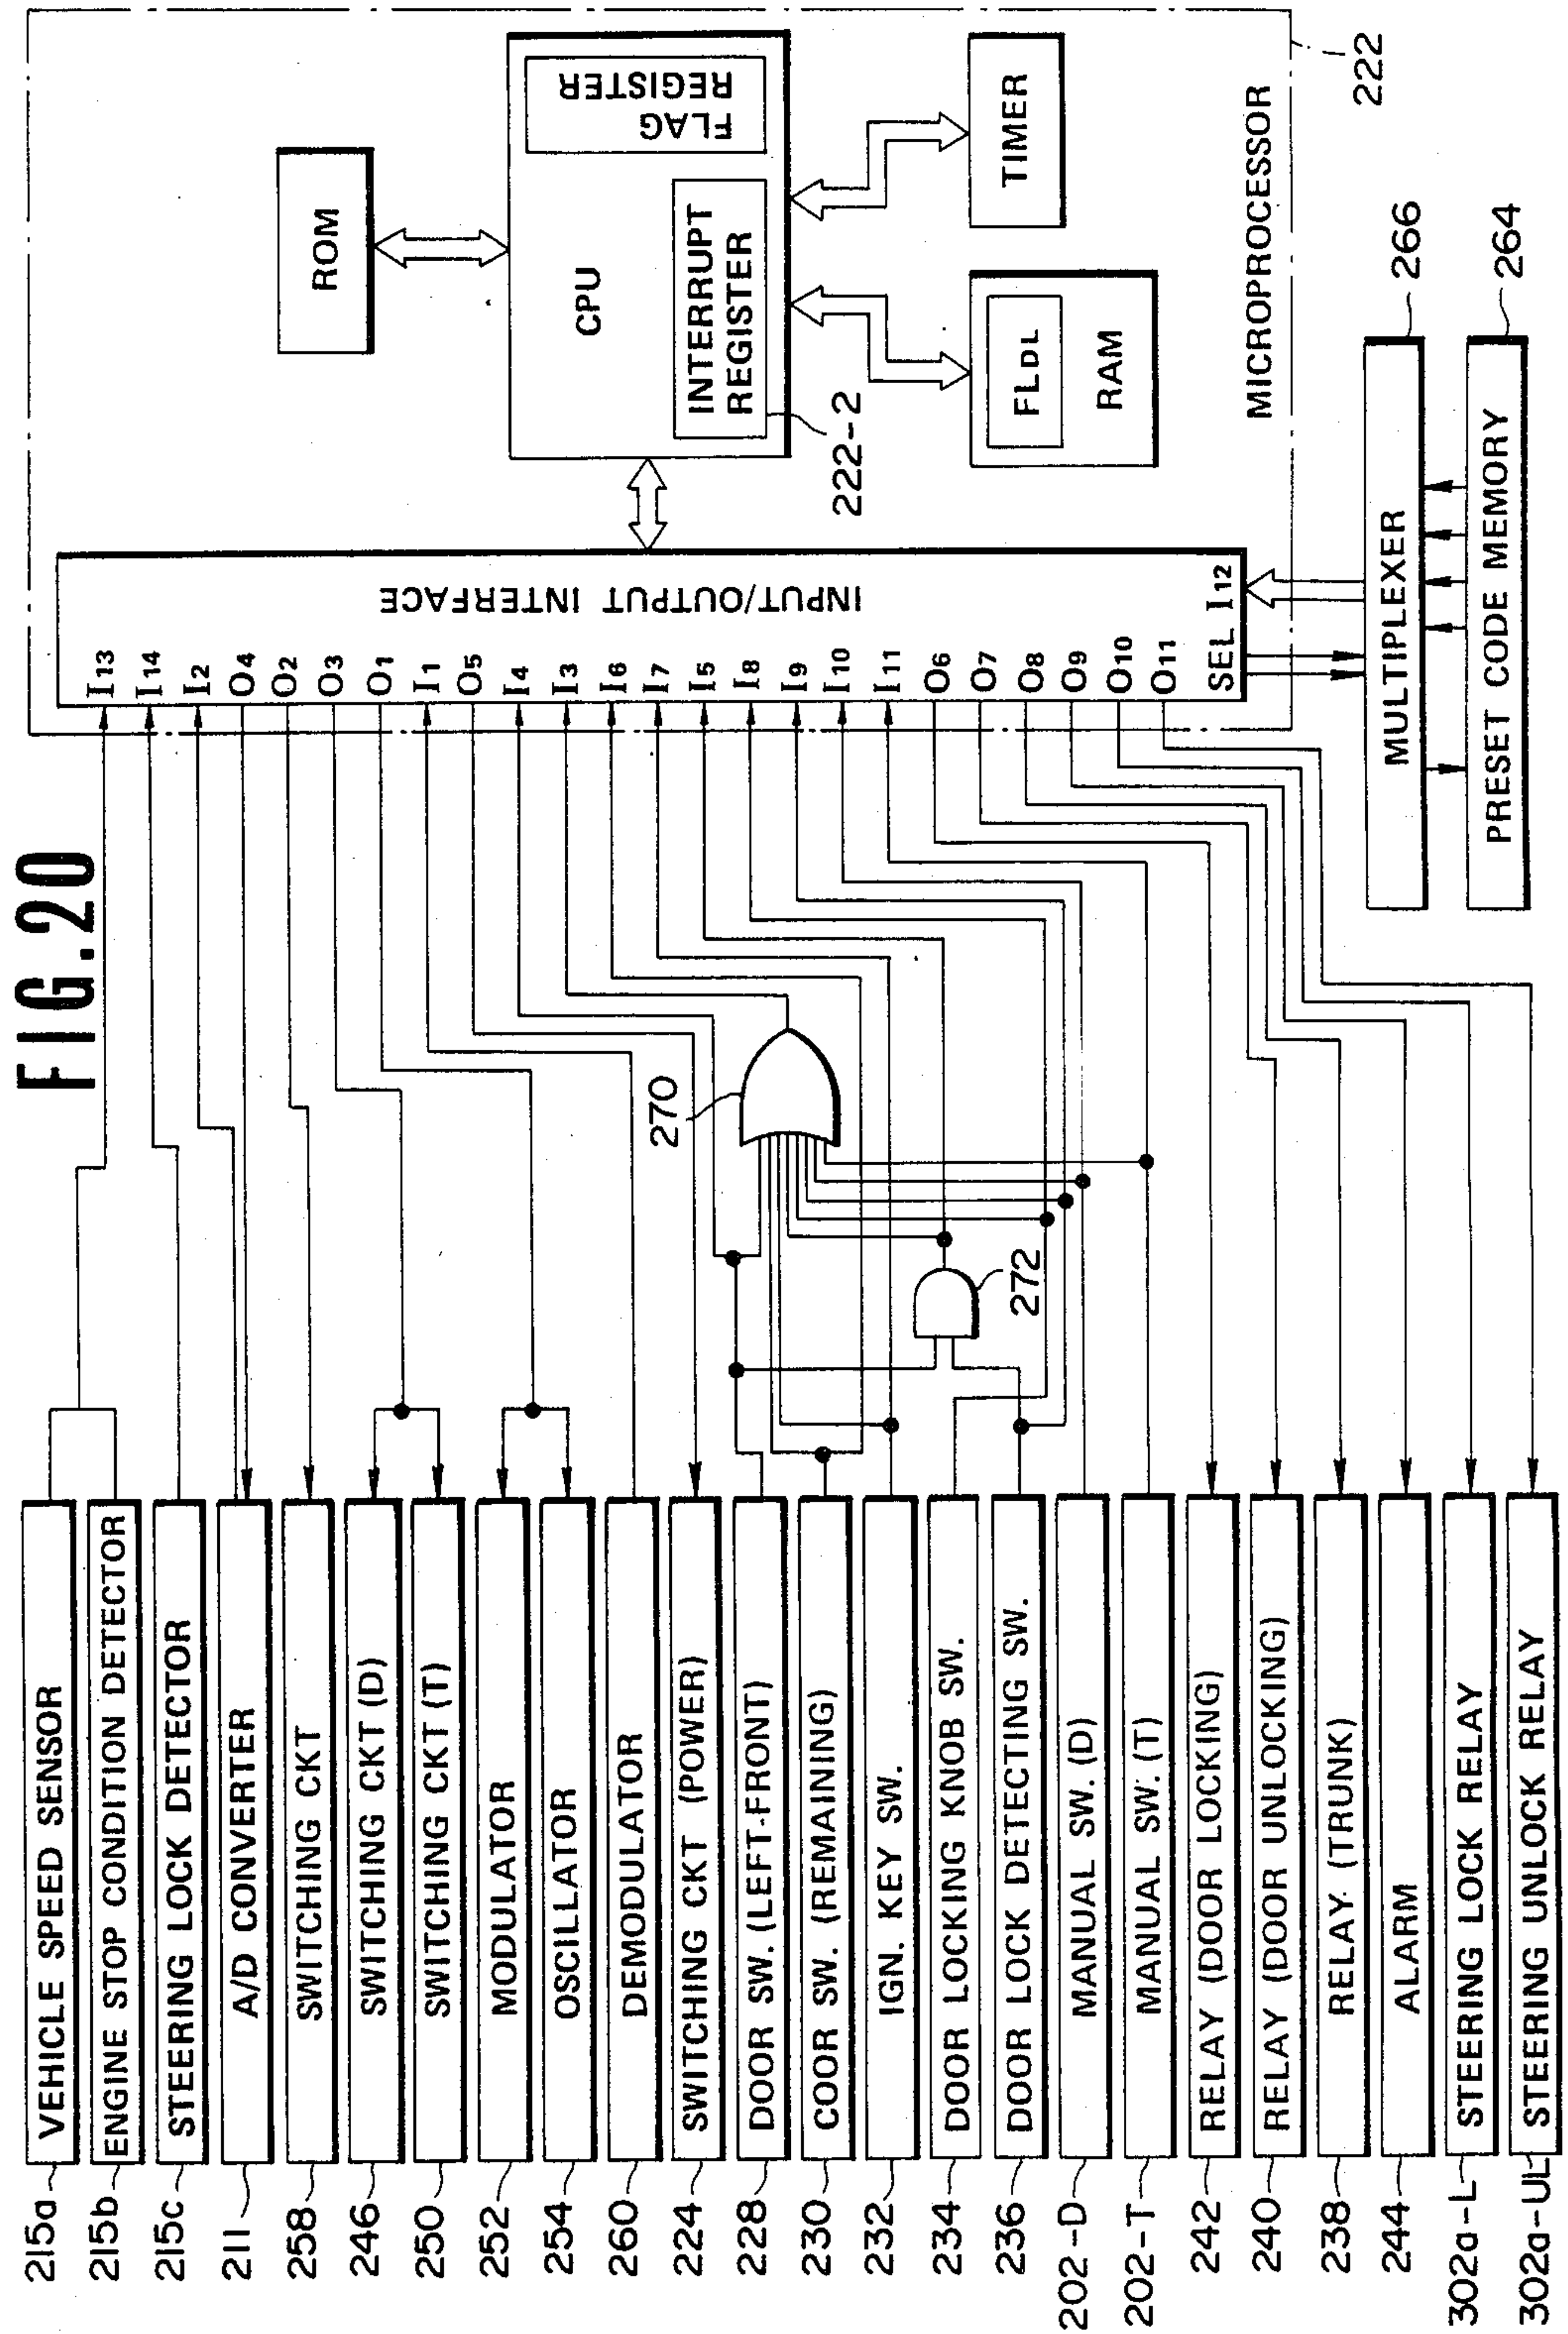 FIG.20
215a
VEHICLE SPEED SENSOR
215b
ENGINE STOP CONDITION DETECTOR
215c
STEERING LOCK DETECTOR
211
A/D CONVERTER
258
SWITCHING CKT
246
SWITCHING CKT (D)
250
SWITCHING CKT (T)
252
MODULATOR
254
OSCILLATOR
260
DEMODULATOR
224
SWITCHING CKT (POWER)
228
DOOR SW. (LEFT-FRONT)
230
COOR SW. (REMAINING)
232
IGN. KEY SW.
234
DOOR LOCKING KNOB SW.
236
DOOR LOCK DETECTING SW.
202-D
MANUAL SW. (D)
202-T
MANUAL SW. (T)
242
RELAY (DOOR LOCKING)
240
RELAY (DOOR UNLOCKING)
238
RELAY (TRUNK)
244
ALARM
302a-L
STEERING LOCK RELAY
302a-UL
STEERING UNLOCK RELAY
270
272
I13
I14
I2
O4
O2
O3
O1
I1
O5
I4
I3
I6
I7
I5
I8
I9
I10
I11
O6
O7
O8
O9
O10
O11
SEL I12
INPUT/OUTPUT INTERFACE
ROM
CPU
FLAG
REGISTER
INTERRUPT
REGISTER
222-2
TIMER
FLDL
RAM
MICROPROCESSOR
222
MULTIPLEXER
266
PRESET CODE MEMORY
264